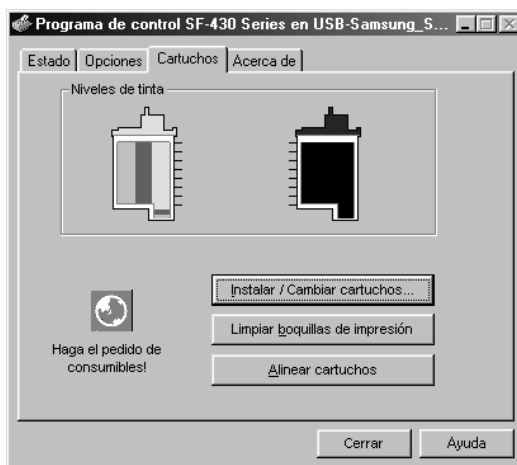 Programa de control SF-430 Series en USB-Samsung_S...
Estado Opciones Cartuchos Acerca de
Niveles de tinta
Instalar / Cambiar cartuchos...
Limpiar boquillas de impresión
Alinear cartuchos
Haga el pedido de
consumibles!
Cerrar Ayuda